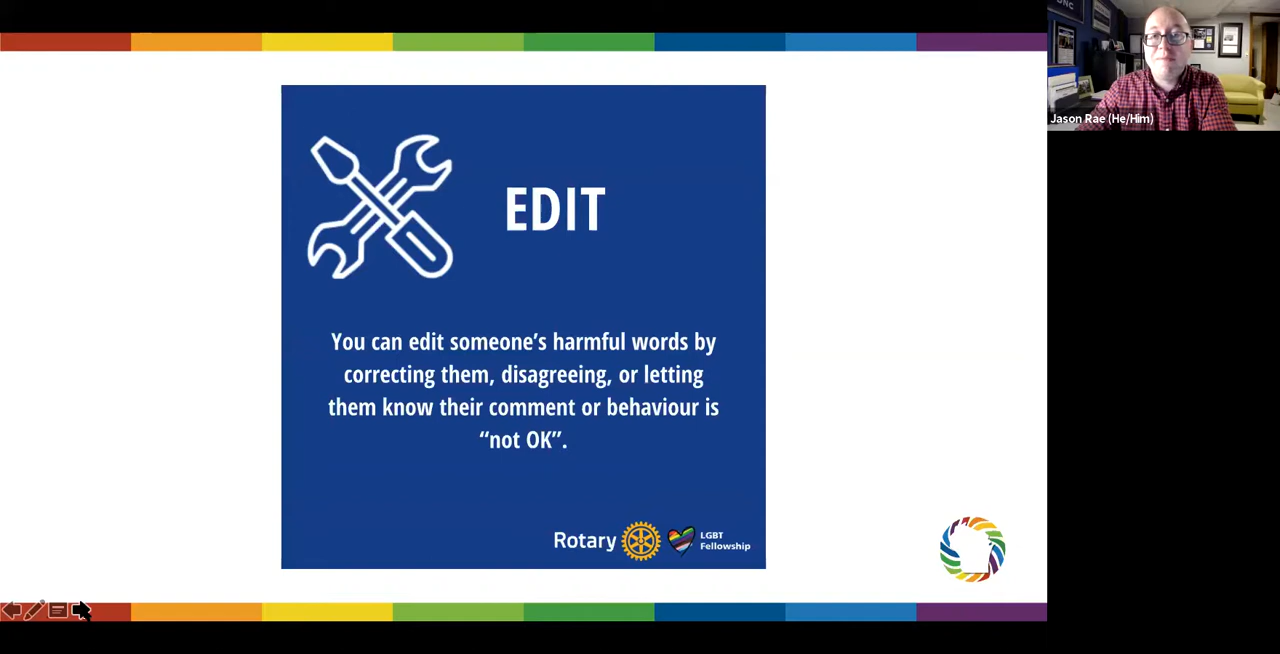 EDIT
You can edit someone's harmful words by
correcting them, disagreeing, or letting
them know their comment or behaviour is
“not OK”.
Rotary
LGBT
Fellowship
Jason Rae (He/Him)